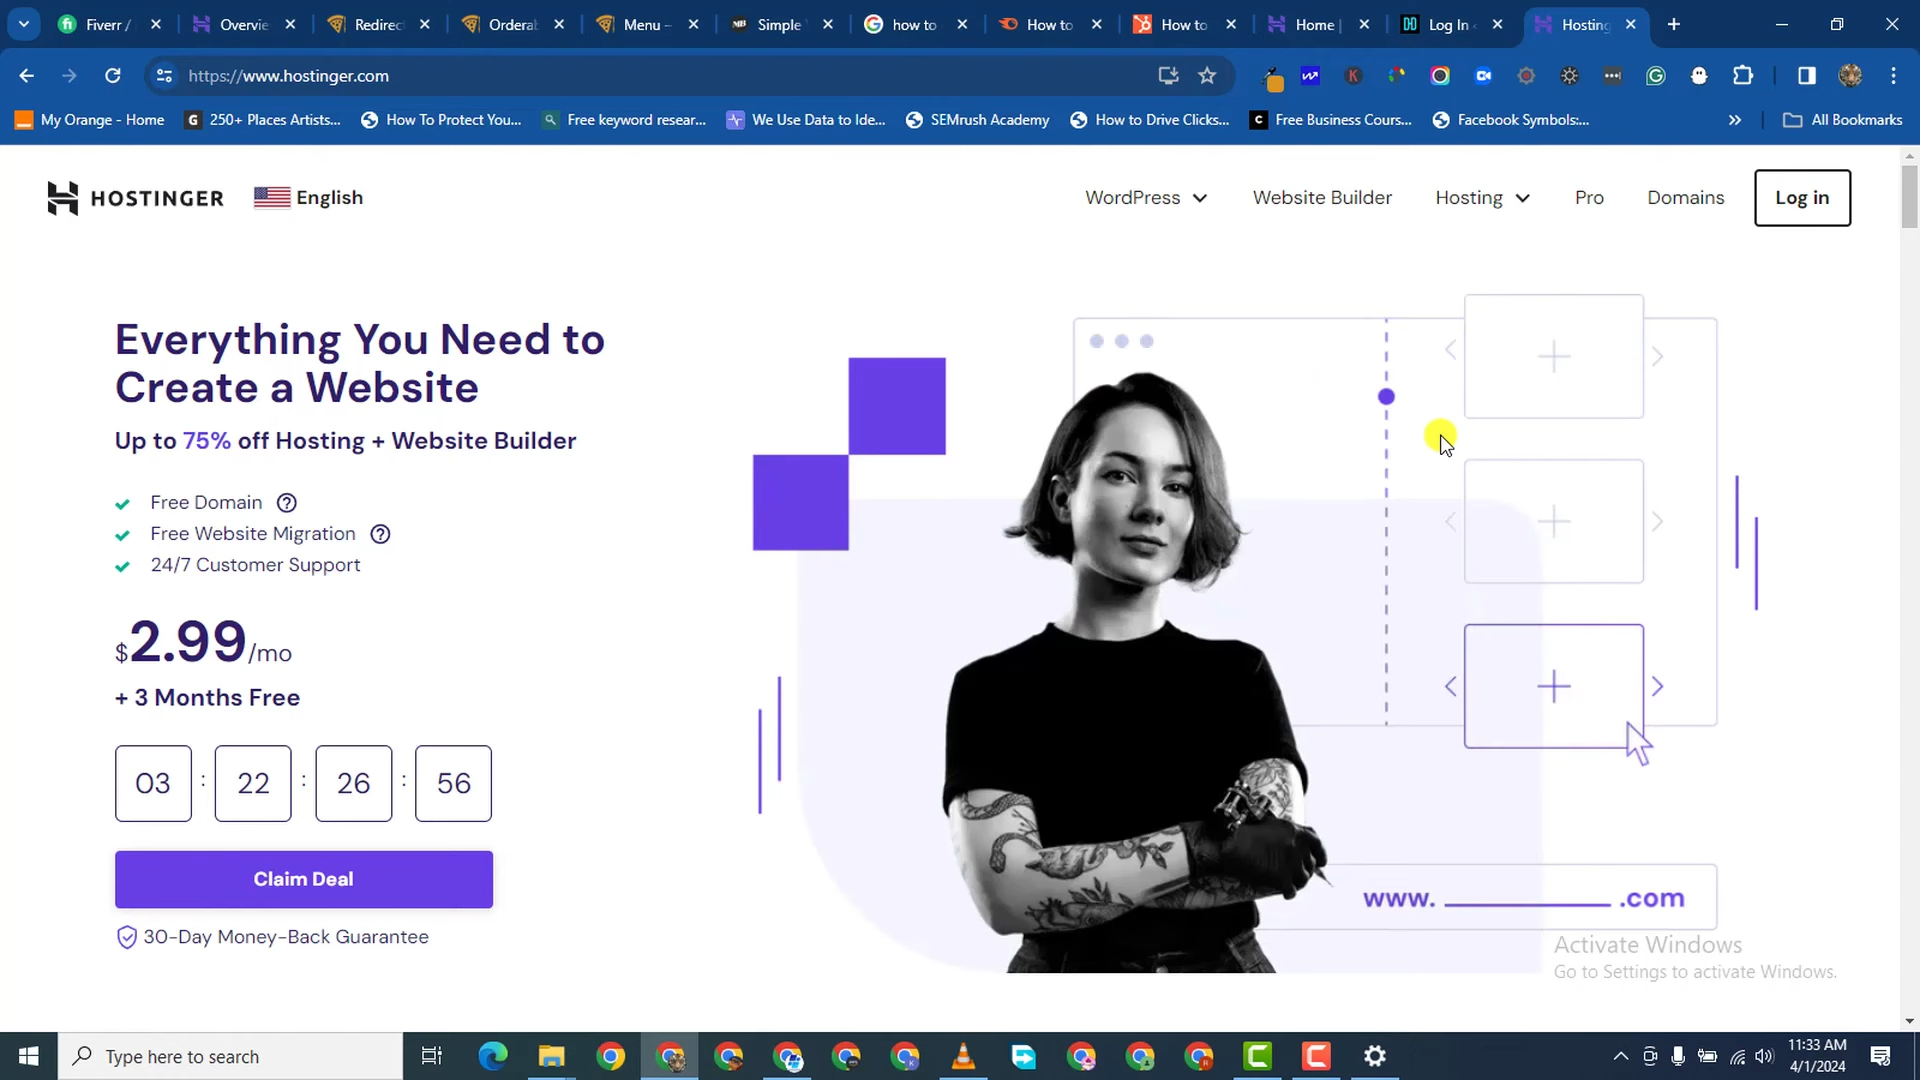 Fiverr /
Overvie
Redirec
Orderab
Menu –
Simple
how to
How to
How to
Home |
Log In
Hosting
https://www.hostinger.com
My Orange - Home
250+ Places Artists...
How To Protect You...
Free keyword resear...
We Use Data to Ide...
SEMrush Academy
How to Drive Clicks...
Free Business Cours...
Facebook Symbols:...
All Bookmarks
HOSTINGER
English
WordPress
Website Builder
Hosting
Pro
Domains
Log in
Everything You Need to
Create a Website
Up to 75% off Hosting + Website Builder
Free Domain
Free Website Migration
24/7 Customer Support
$2.99/mo
+ 3 Months Free
03 : 22 : 26 : 56
Claim Deal
30-Day Money-Back Guarantee
www. .com
Activate Windows
Go to Settings to activate Windows.
Type here to search
11:33 AM
4/1/2024